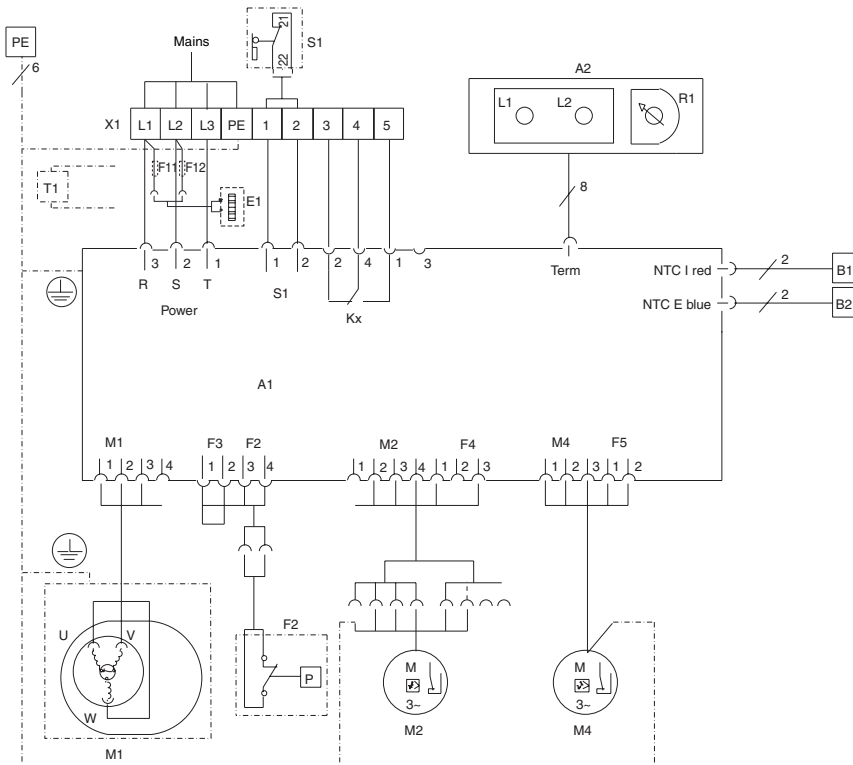 PE
6
Mains
21
22
S1
A2
L1
L2
R1
X1
L1 L2 L3 PE 1 2 3 4 5
F11 F12
T1
E1
8
3 2 1 1 2 2 4 1 3
R S T
S1
Term
Power
Kx
NTC I red
2
B1
NTC E blue
2
B2
A1
M1
F3 F2
M2
F4
M4
F5
1 2 3 4
1 2 3 4
1 2 3 4 1 2 3
1 2 3 1 2
U V
W
M1
F2
P
M
3~
M2
M
3~
M4